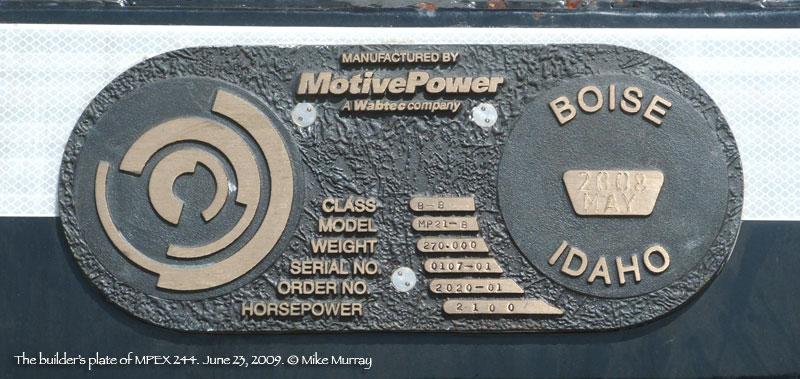 MANUFACTURED BY
MotivePower
A Wabtec company
BOISE
2008
MAY
IDAHO
CLASS B-B
MODEL MP21-B
WEIGHT 270.000
SERIAL NO. 0107-01
ORDER NO. 2020-01
HORSEPOWER 2100
The builder's plate of MPEX 244. June 23, 2009. © Mike Murray